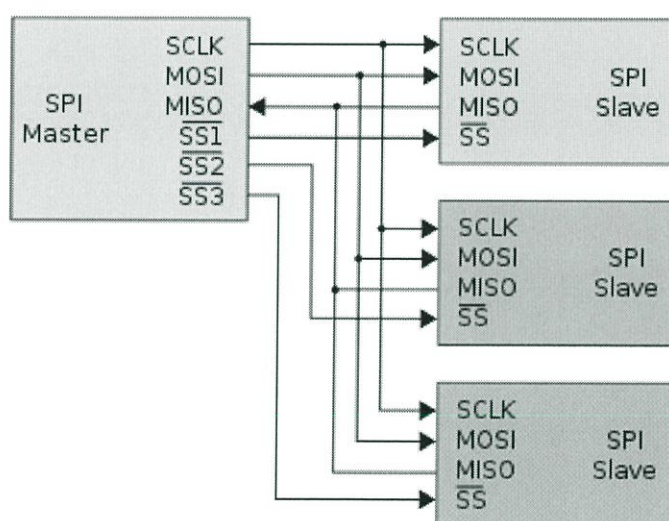 SPI
Master
SCLK
MOSI
MISO
SS1
SS2
SS3
SCLK
MOSI
MISO
SS
SPI
Slave
SCLK
MOSI
MISO
SS
SPI
Slave
SCLK
MOSI
MISO
SS
SPI
Slave